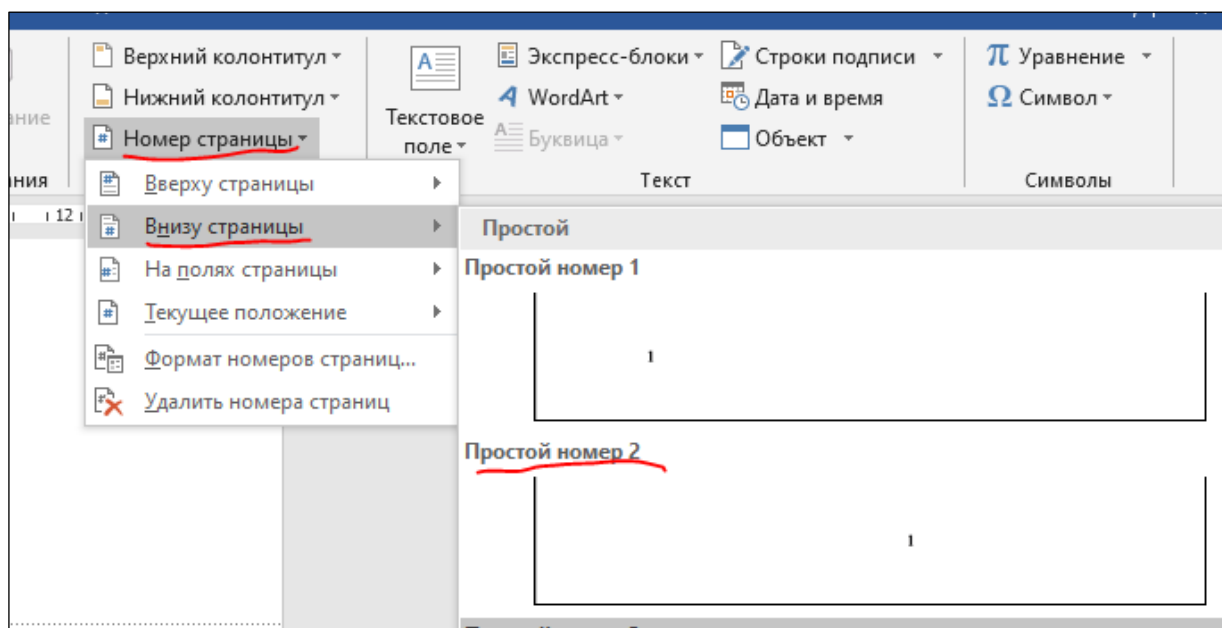 Верхний колонтитул
Нижний колонтитул
Номер страницы
Текстовое
поле
Экспресс-блоки
WordArt
Буквица
Строки подписи
Дата и время
Объект
Уравнение
Символ
Текст
Символы
12
Вверху страницы
Внизу страницы
На полях страницы
Текущее положение
Формат номеров страниц...
Удалить номера страниц
Простой
Простой номер 1
1
Простой номер 2
1